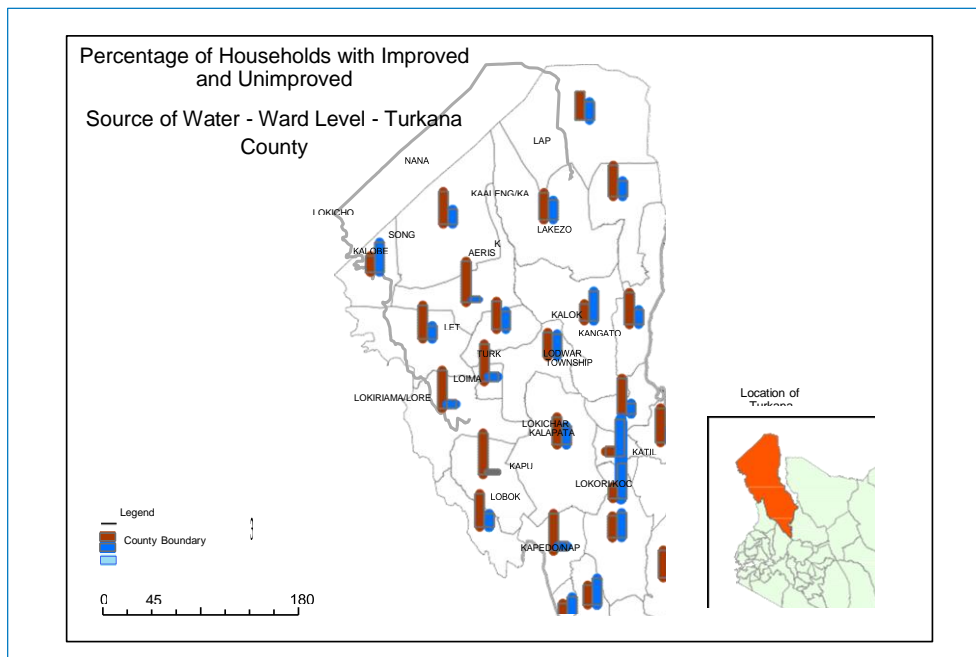 Percentage of Households with Improved
and Unimproved
Source of Water - Ward Level - Turkana
County
LAP
NANA
KAALENG/KA
LOKICHO
LAKEZO
SONG
K
KALOBE
AERIS
KALOK
LET
KANGATO
TURK
LODWAR
TOWNSHIP
LOIMA
LOKIRIAMA/LORE
Location of
Turkana
LOKICHAR
KALAPATA
KATIL
KAPU
LOKORI/KOC
LOBOK
Legend
County Boundary
KAPEDO/NAP
0 45 180